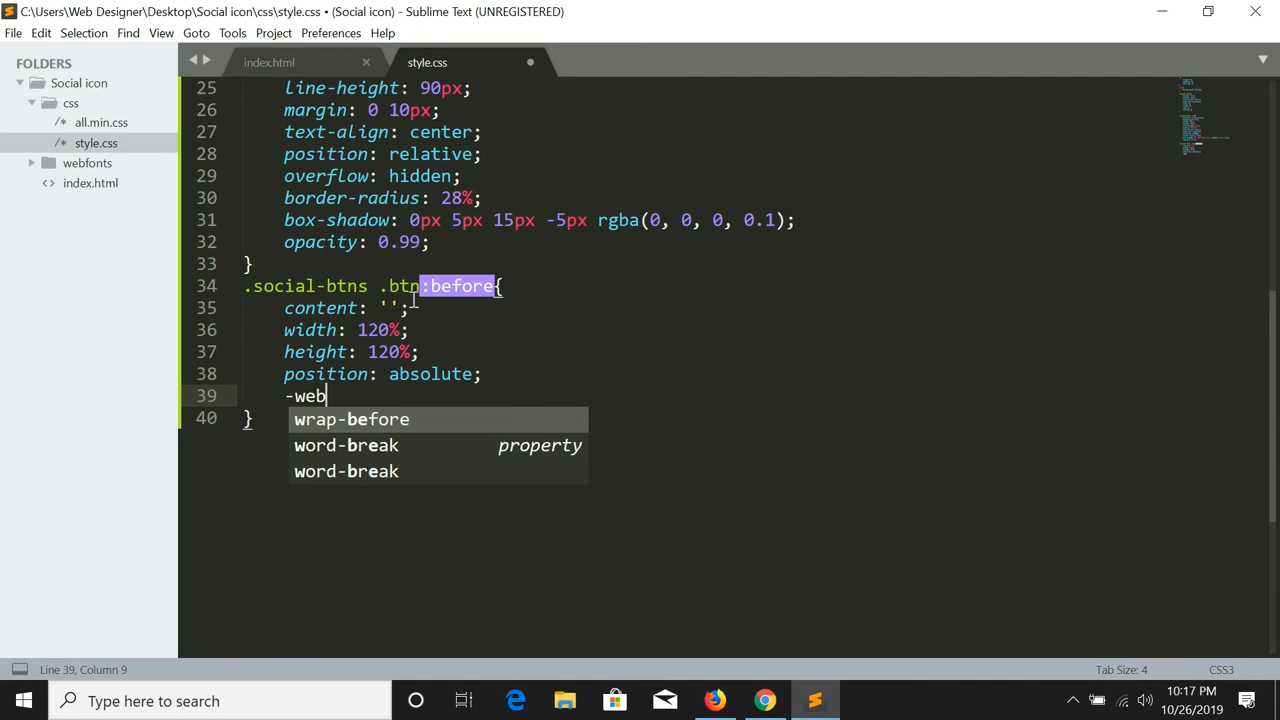 C:\Users\Web Designer\Desktop\Social icon\css\style.css • (Social icon) - Sublime Text (UNREGISTERED)
File Edit Selection Find View Goto Tools Project Preferences Help
FOLDERS
Social icon
css
all.min.css
style.css
webfonts
index.html
index.html style.css
25 line-height: 90px;
26 margin: 0 10px;
27 text-align: center;
28 position: relative;
29 overflow: hidden;
30 border-radius: 28%;
31 box-shadow: 0px 5px 15px -5px rgba(0, 0, 0, 0.1);
32 opacity: 0.99;
33 }
34 .social-btns .btn:before{
35 content: '';
36 width: 120%;
37 height: 120%;
38 position: absolute;
39 -web
40 }
wrap-before
word-break property
word-break
Line 39, Column 9 Tab Size: 4 CSS3
Type here to search
10:17 PM
10/26/2019